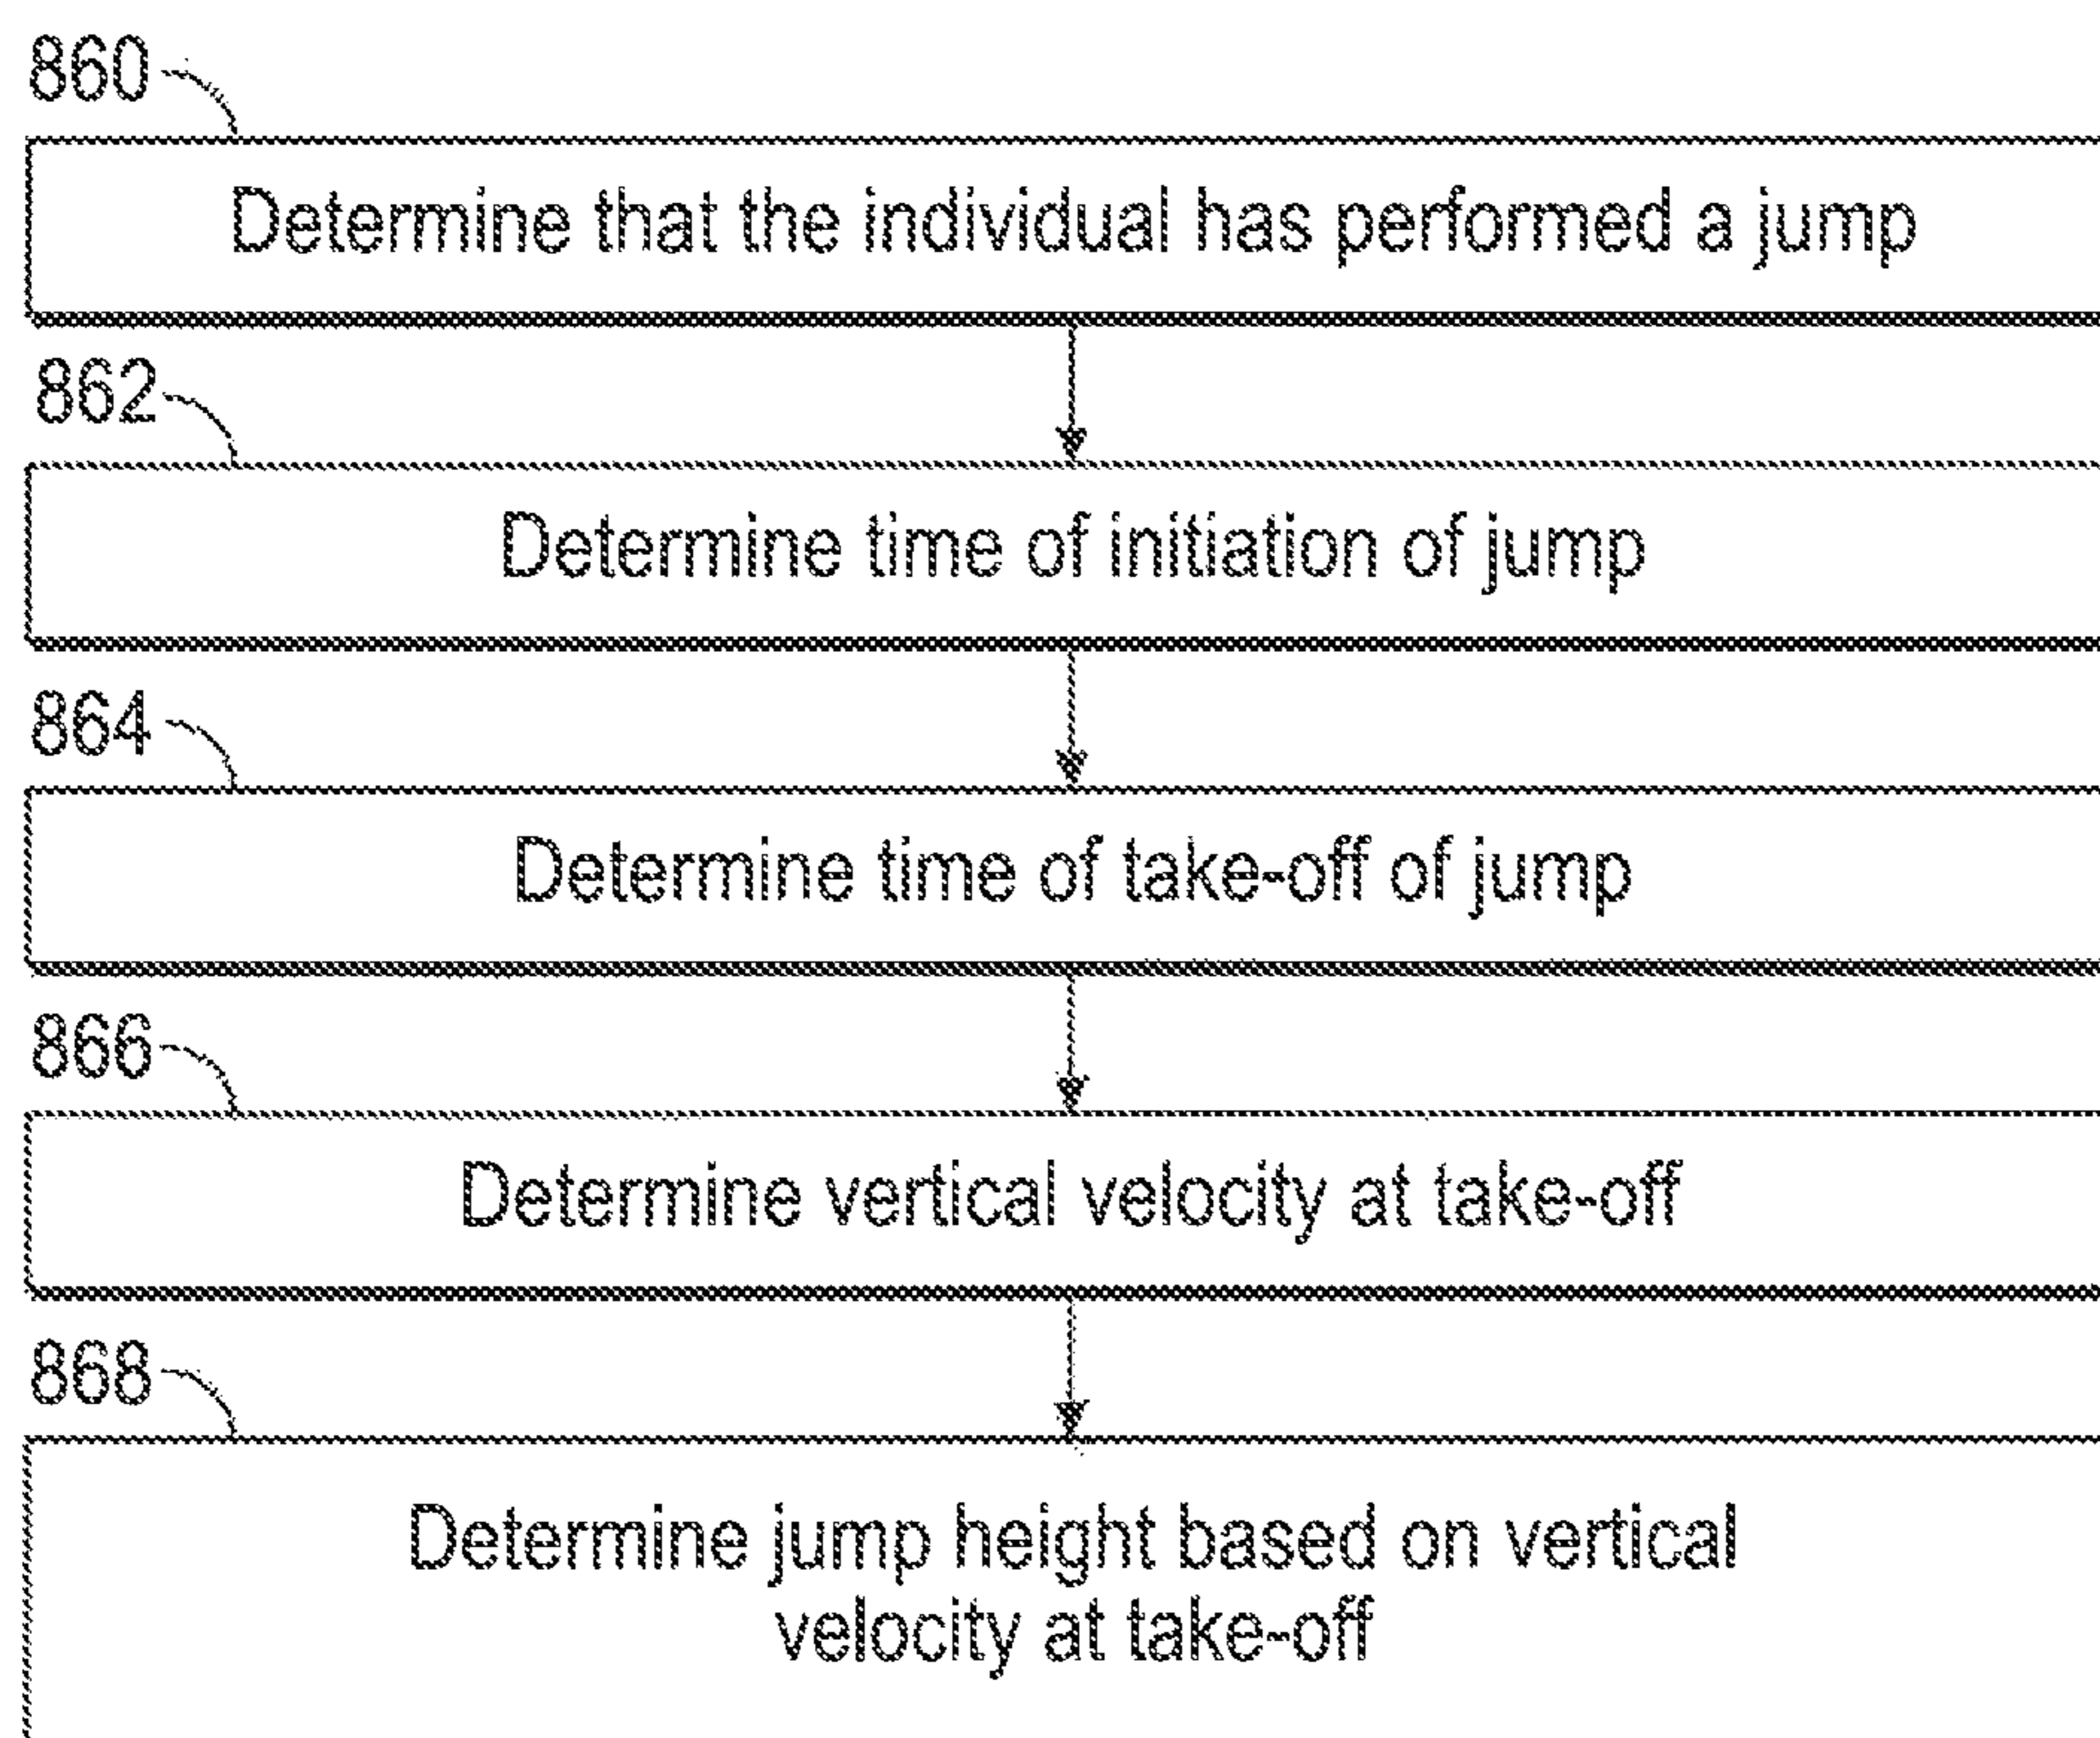 860
Determine that the individual has performed a jump
862
Determine time of initiation of jump
864
Determine time of take-off of jump
866
Determine vertical velocity at take-off
868
Determine jump height based on vertical
velocity at take-off